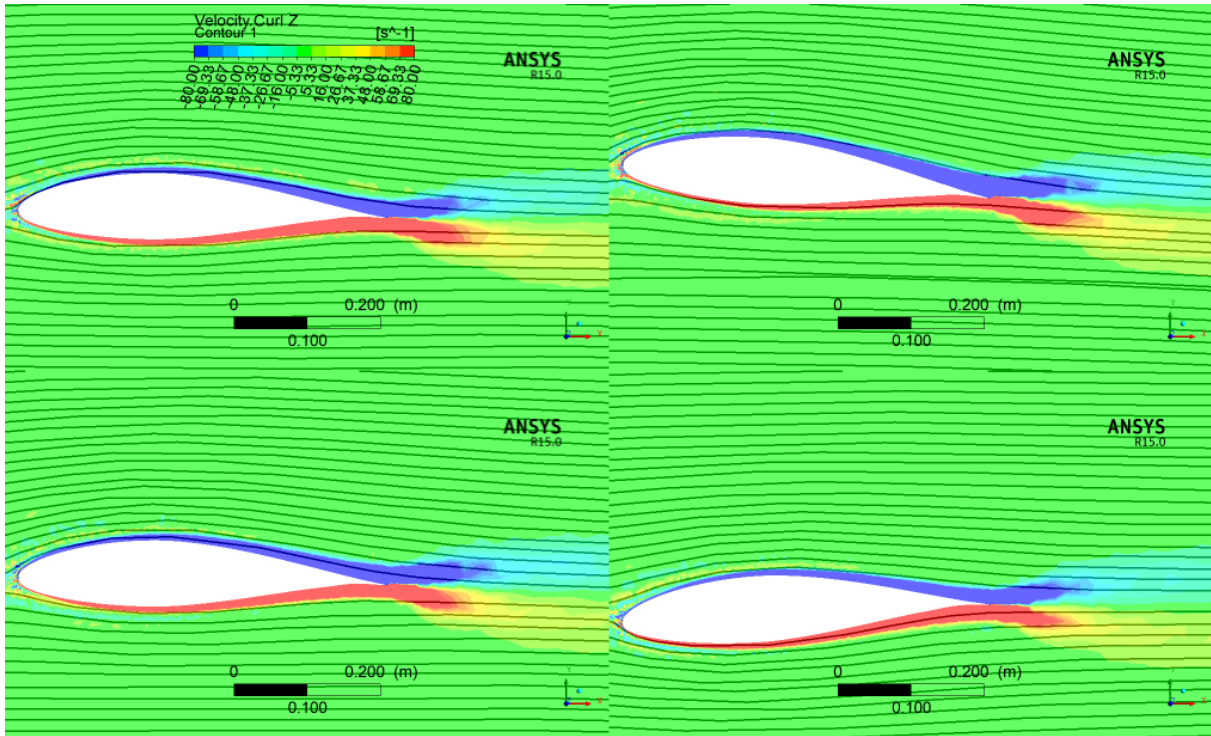 Velocity.Curl Z
Contour 1
[s^-1]
-80.00
-69.33
-58.67
-48.00
-37.33
-26.67
-16.00
-5.33
5.33
16.00
26.67
37.33
48.00
58.67
69.33
80.00
ANSYS
R15.0
0 0.200 (m)
0.100
Y
X
ANSYS
R15.0
0 0.200 (m)
0.100
Y
X
ANSYS
R15.0
0 0.200 (m)
0.100
Y
X
ANSYS
R15.0
0 0.200 (m)
0.100
Y
X